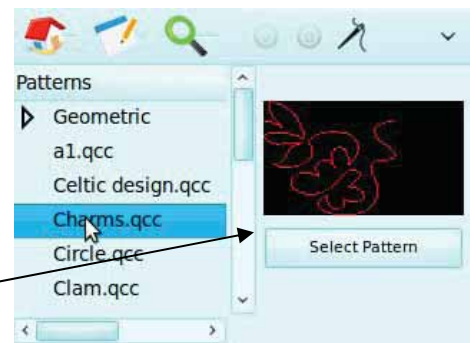 Patterns
Geometric
a1.qcc
Celtic design.qcc
Charms.qcc
Circle.qcc
Clam.qcc
Select Pattern